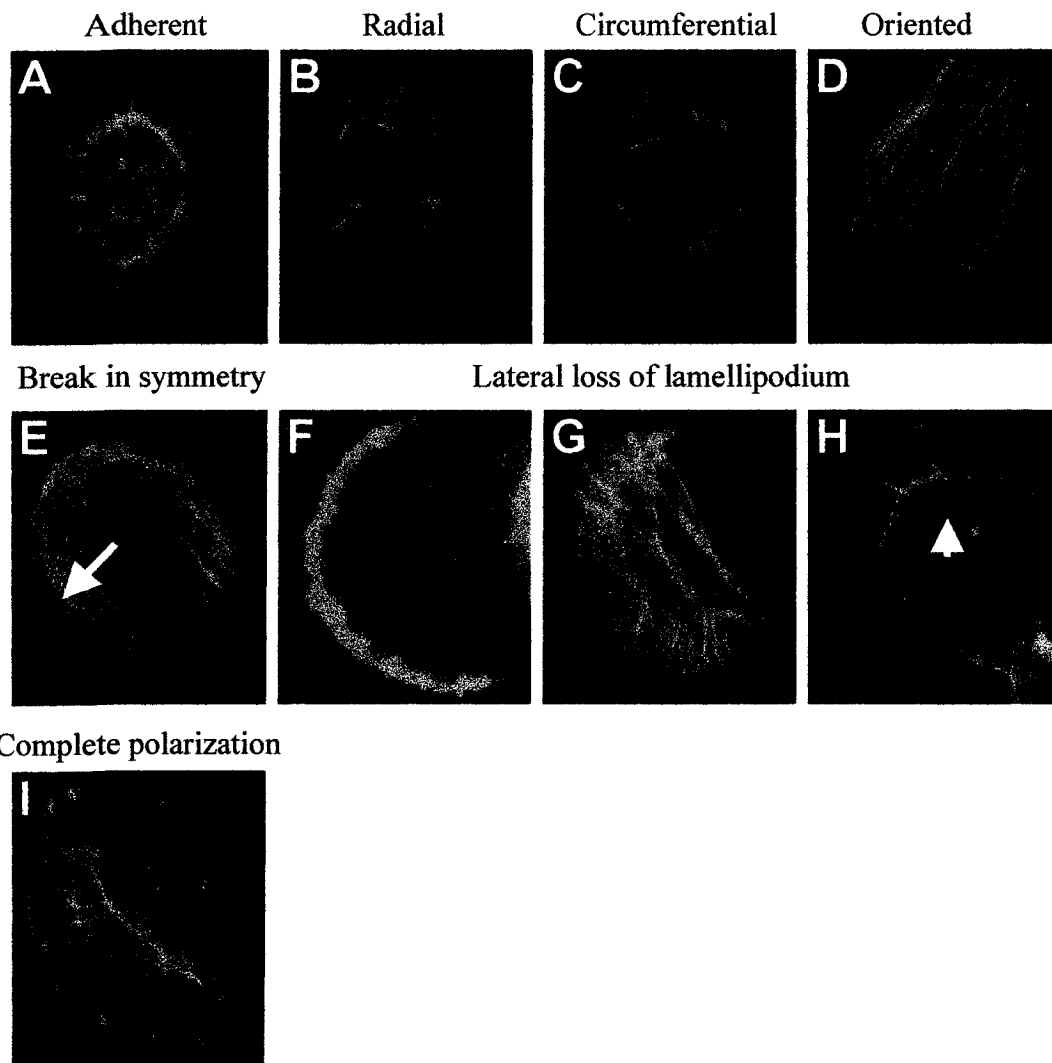 Adherent Radial Circumferential Oriented
A B C D
Break in symmetry Lateral loss of lamellipodium
E F G H
Complete polarization
I